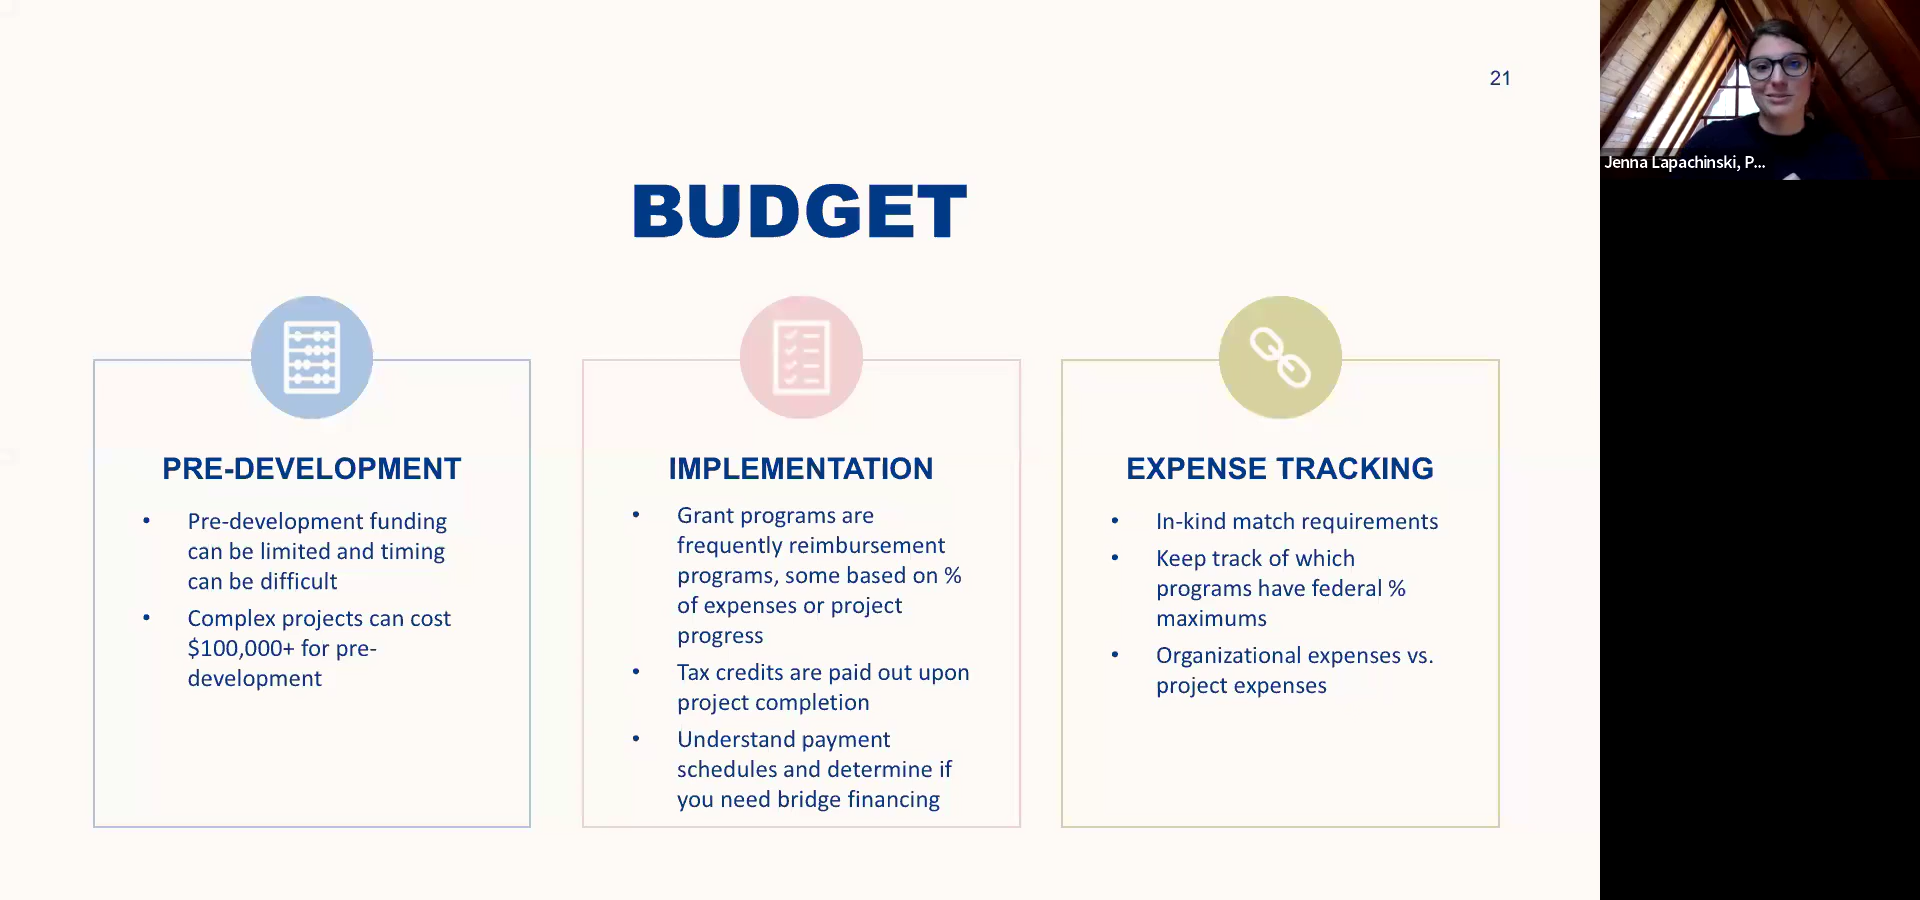 21
Jenna Lapachinski, P...
BUDGET
PRE-DEVELOPMENT
• Pre-development funding
can be limited and timing
can be difficult
• Complex projects can cost
$100,000+ for pre-
development
IMPLEMENTATION
• Grant programs are
frequently reimbursement
programs, some based on %
of expenses or project
progress
• Tax credits are paid out upon
project completion
• Understand payment
schedules and determine if
you need bridge financing
EXPENSE TRACKING
• In-kind match requirements
• Keep track of which
programs have federal %
maximums
• Organizational expenses vs.
project expenses